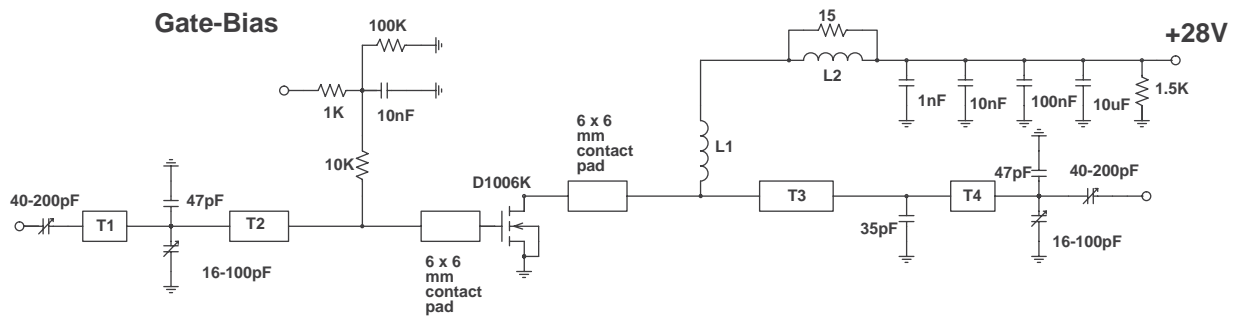 Gate-Bias
100K
1K
10nF
10K
40-200pF
T1
47pF
16-100pF
T2
6 x 6
mm
contact
pad
D1006K
6 x 6
mm
contact
pad
L1
15
L2
+28V
1nF
10nF
100nF
10uF
1.5K
T3
35pF
T4
47pF
40-200pF
16-100pF